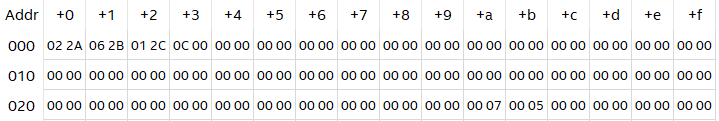 Addr +0 +1 +2 +3 +4 +5 +6 +7 +8 +9 +a +b +c +d +e +f
000 02 2A 06 2B 01 2C 0C 00 00 00 00 00 00 00 00 00 00 00 00 00 00 00 00 00 00 00 00 00 00 00 00 00
010 00 00 00 00 00 00 00 00 00 00 00 00 00 00 00 00 00 00 00 00 00 00 00 00 00 00 00 00 00 00 00 00
020 00 00 00 00 00 00 00 00 00 00 00 00 00 00 00 00 00 00 00 00 00 07 00 05 00 00 00 00 00 00 00 00